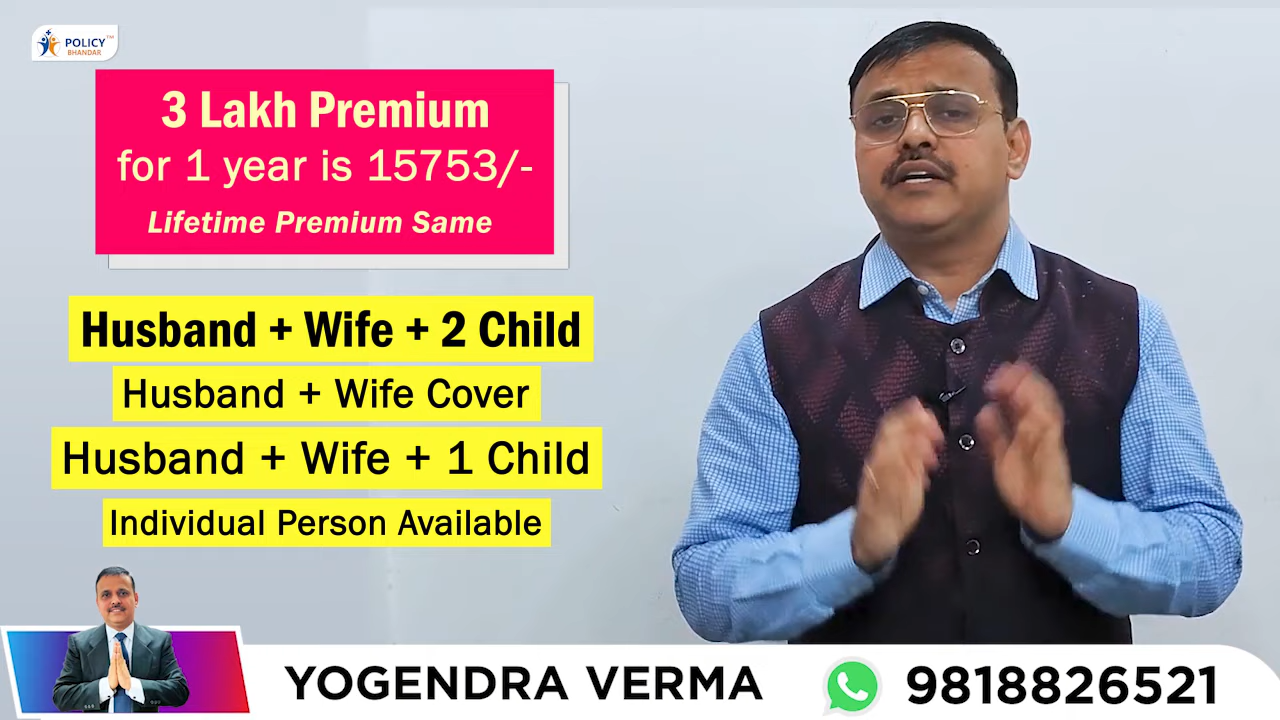 POLICY™
BHANDAR
3 Lakh Premium
for 1 year is 15753/-
Lifetime Premium Same
Husband + Wife + 2 Child
Husband + Wife Cover
Husband + Wife + 1 Child
Individual Person Available
YOGENDRA VERMA
9818826521